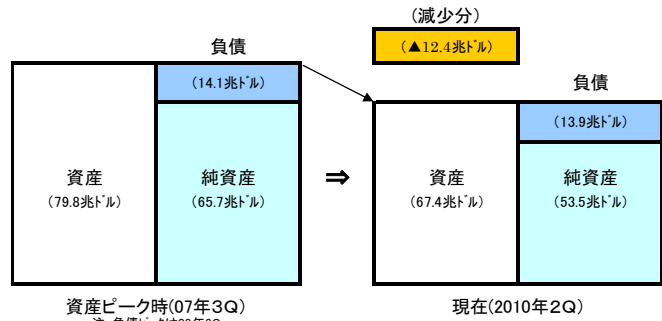 (減少分)
(▲12.4兆ﾄﾞﾙ)
負債
(14.1兆ﾄﾞﾙ)
資産
(79.8兆ﾄﾞﾙ)
純資産
(65.7兆ﾄﾞﾙ)
⇒
負債
(13.9兆ﾄﾞﾙ)
資産
(67.4兆ﾄﾞﾙ)
純資産
(53.5兆ﾄﾞﾙ)
資産ピーク時(07年3Q)
現在(2010年2Q)